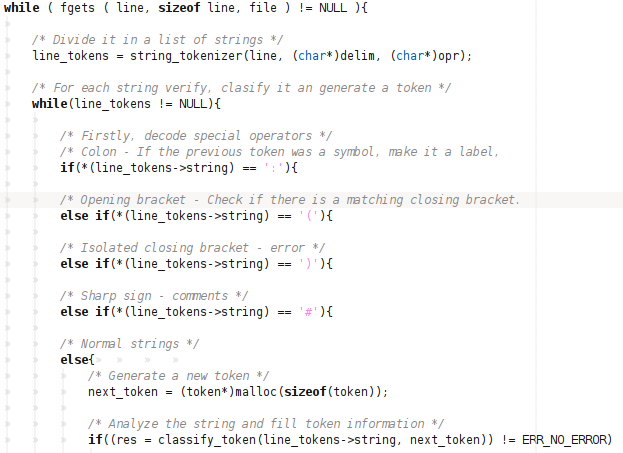 while ( fgets ( line, sizeof line, file ) != NULL ){
/* Divide it in a list of strings */
line_tokens = string_tokenizer(line, (char*)delim, (char*)opr);
/* For each string verify, clasify it an generate a token */
while(line_tokens != NULL){
/* Firstly, decode special operators */
/* Colon - If the previous token was a symbol, make it a label,
if(*(line_tokens->string) == ':'){
/* Opening bracket - Check if there is a matching closing bracket.
else if(*(line_tokens->string) == '('){
/* Isolated closing bracket - error */
else if(*(line_tokens->string) == ')'){
/* Sharp sign - comments */
else if(*(line_tokens->string) == '#'){
/* Normal strings */
else{
/* Generate a new token */
next_token = (token*)malloc(sizeof(token));
/* Analyze the string and fill token information */
if((res = classify_token(line_tokens->string, next_token)) != ERR_NO_ERROR)